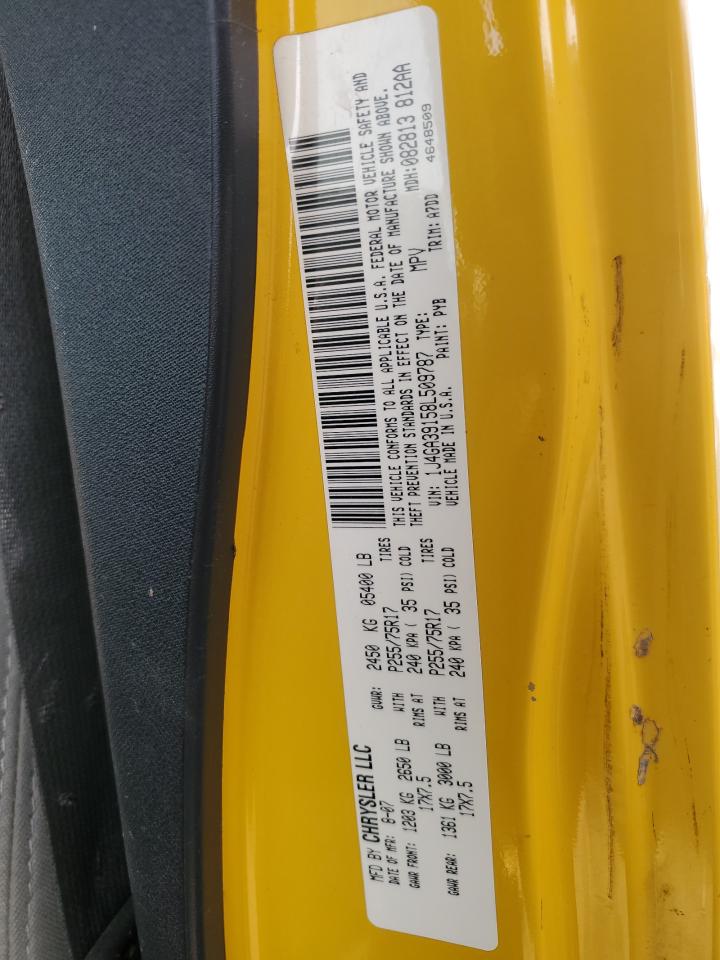 MFD BY CHRYSLER LLC
DATE OF MFR: 8-07 GVWR: 2450 KG 05400 LB
GAWR FRONT: 1203 KG 2650 LB WITH P255/75R17 TIRES
17X7.5 RIMS AT 240 KPA ( 35 PSI) COLD
GAWR REAR: 1361 KG 3000 LB WITH P255/75R17 TIRES
17X7.5 RIMS AT 240 KPA ( 35 PSI) COLD
THIS VEHICLE CONFORMS TO ALL APPLICABLE U.S.A. FEDERAL MOTOR VEHICLE SAFETY AND
THEFT PREVENTION STANDARDS IN EFFECT ON THE DATE OF MANUFACTURE SHOWN ABOVE.
VIN: 1J4GA39158L509787 TYPE: MPV MDH:082813 812AA
VEHICLE MADE IN U.S.A. PAINT: PYB TRIM: A7DD 4648509